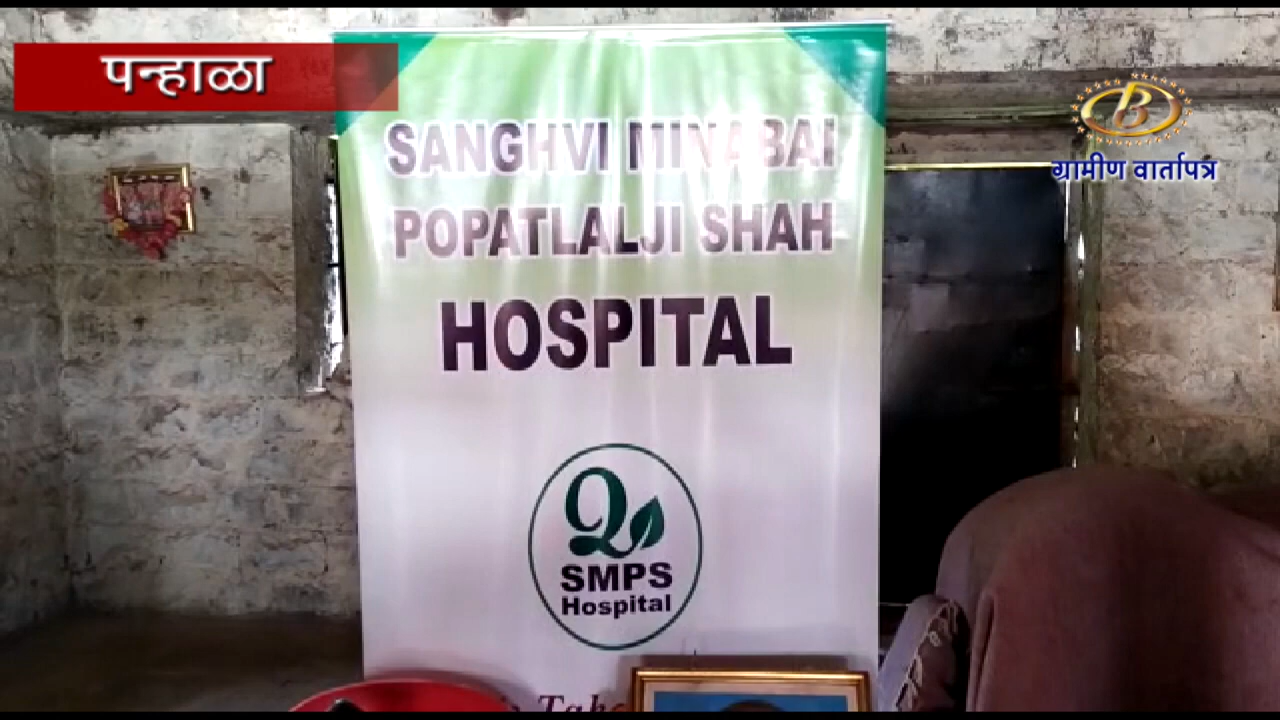 पन्हाळा
B
ग्रामीण वार्तापत्र
SANGHVI MINABAI
POPATLALJI SHAH
HOSPITAL
Q
SMPS
Hospital